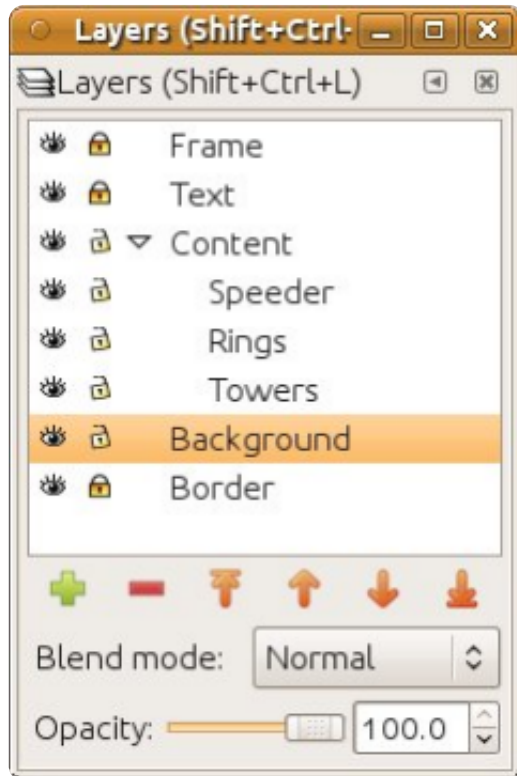 Layers (Shift+Ctrl-
Layers (Shift+Ctrl+L)
Frame
Text
Content
Speeder
Rings
Towers
Background
Border
Blend mode: Normal
Opacity: 100.0